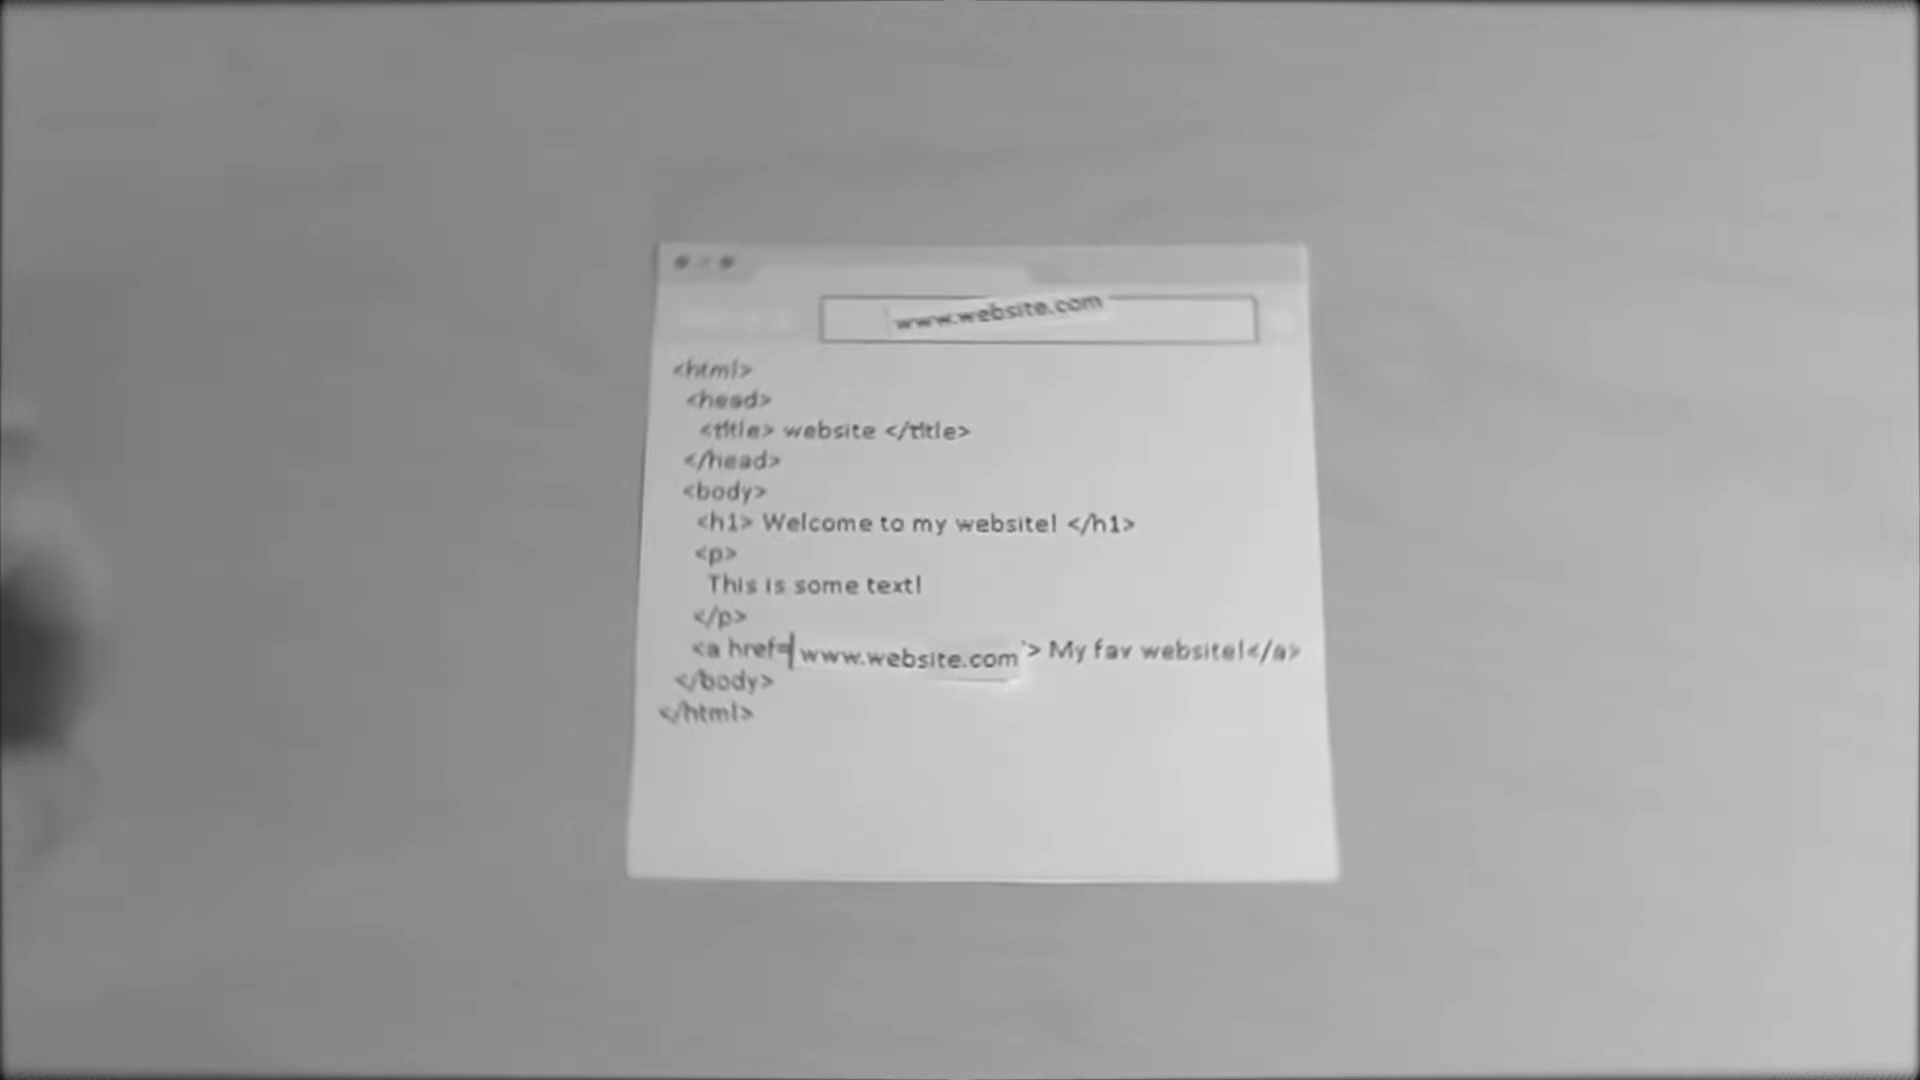 www.website.com
<html>
<head>
<title> website </title>
</head>
<body>
<h1> Welcome to my website! </h1>
<p>
This is some text!
</p>
<a href= www.website.com "> My fav website!</a>
</body>
</html>